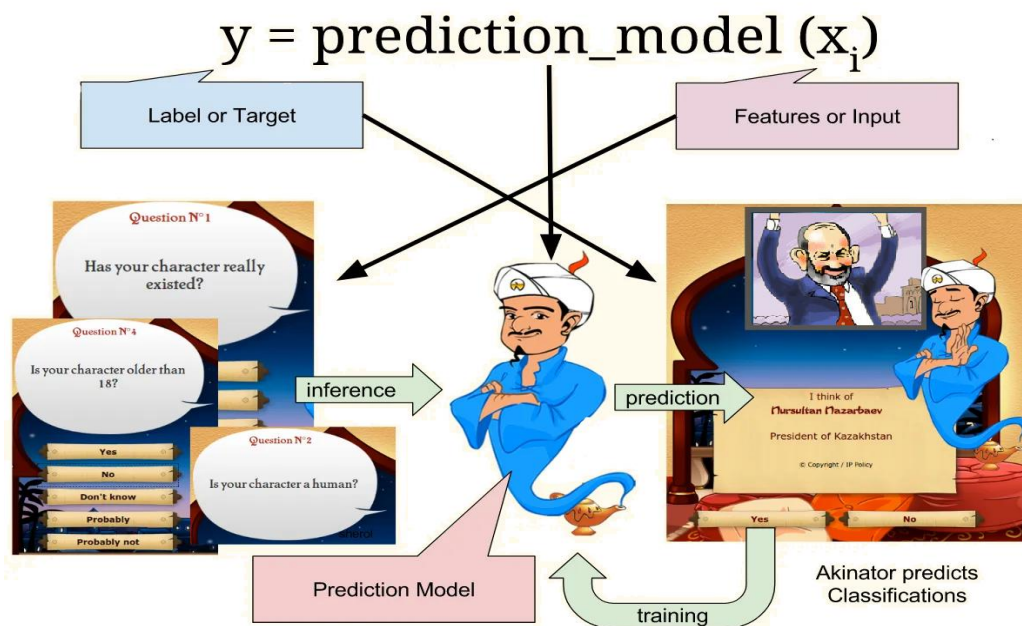 y = prediction_model (xi)
Label or Target
Features or Input
Question N°1
Has your character really
existed?
Question N°4
Is your character older than
18?
Yes
No
Don't know
Probably
Probably not
Question N°2
Is your character a human?
inference
prediction
I think of
Nursultan Nazarbaev
President of Kazakhstan
© Copyright / IP Policy
Yes
No
Prediction Model
training
Akinator predicts
Classifications